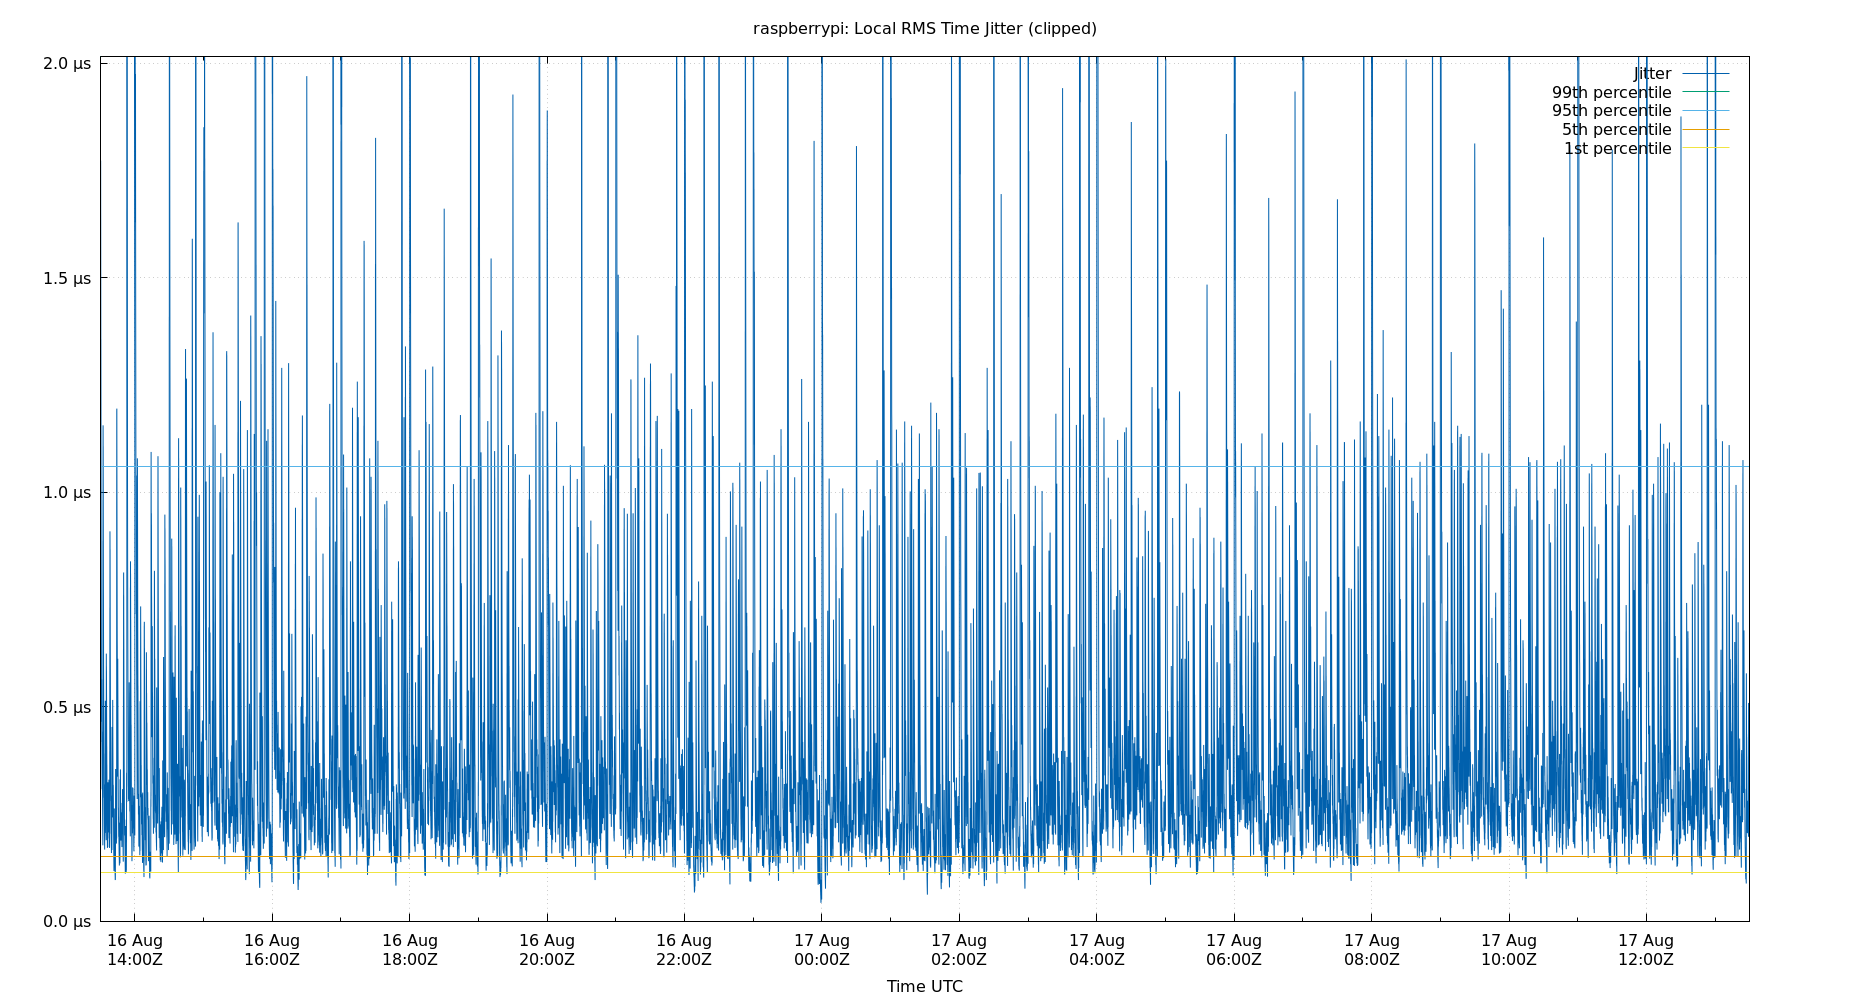 raspberrypi: Local RMS Time Jitter (clipped)
2.0 µs
1.5 µs
1.0 µs
0.5 µs
0.0 µs
Jitter
99th percentile
95th percentile
5th percentile
1st percentile
16 Aug 16 Aug 16 Aug 16 Aug 16 Aug 17 Aug 17 Aug 17 Aug 17 Aug 17 Aug 17 Aug 17 Aug
14:00Z 16:00Z 18:00Z 20:00Z 22:00Z 00:00Z 02:00Z 04:00Z 06:00Z 08:00Z 10:00Z 12:00Z
Time UTC